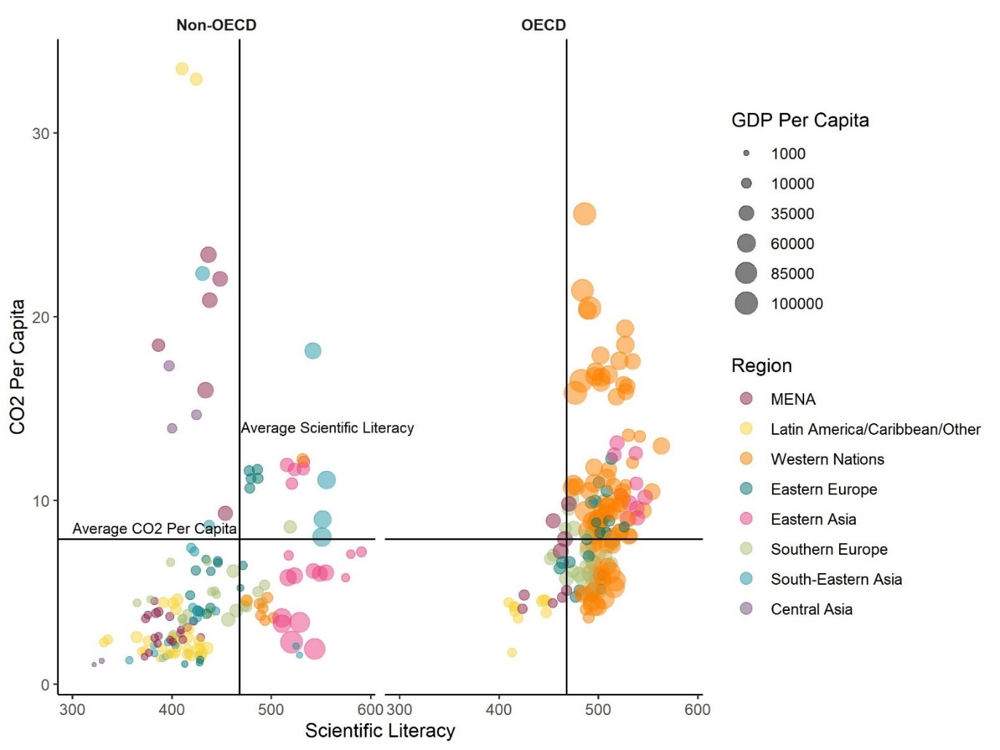 Non-OECD
OECD
GDP Per Capita
1000
10000
35000
60000
85000
100000
Region
MENA
Latin America/Caribbean/Other
Western Nations
Eastern Europe
Eastern Asia
Southern Europe
South-Eastern Asia
Central Asia
CO2 Per Capita
30
20
10
0
Average Scientific Literacy
Average CO2 Per Capita
300 400 500 600 300 400 500 600
Scientific Literacy